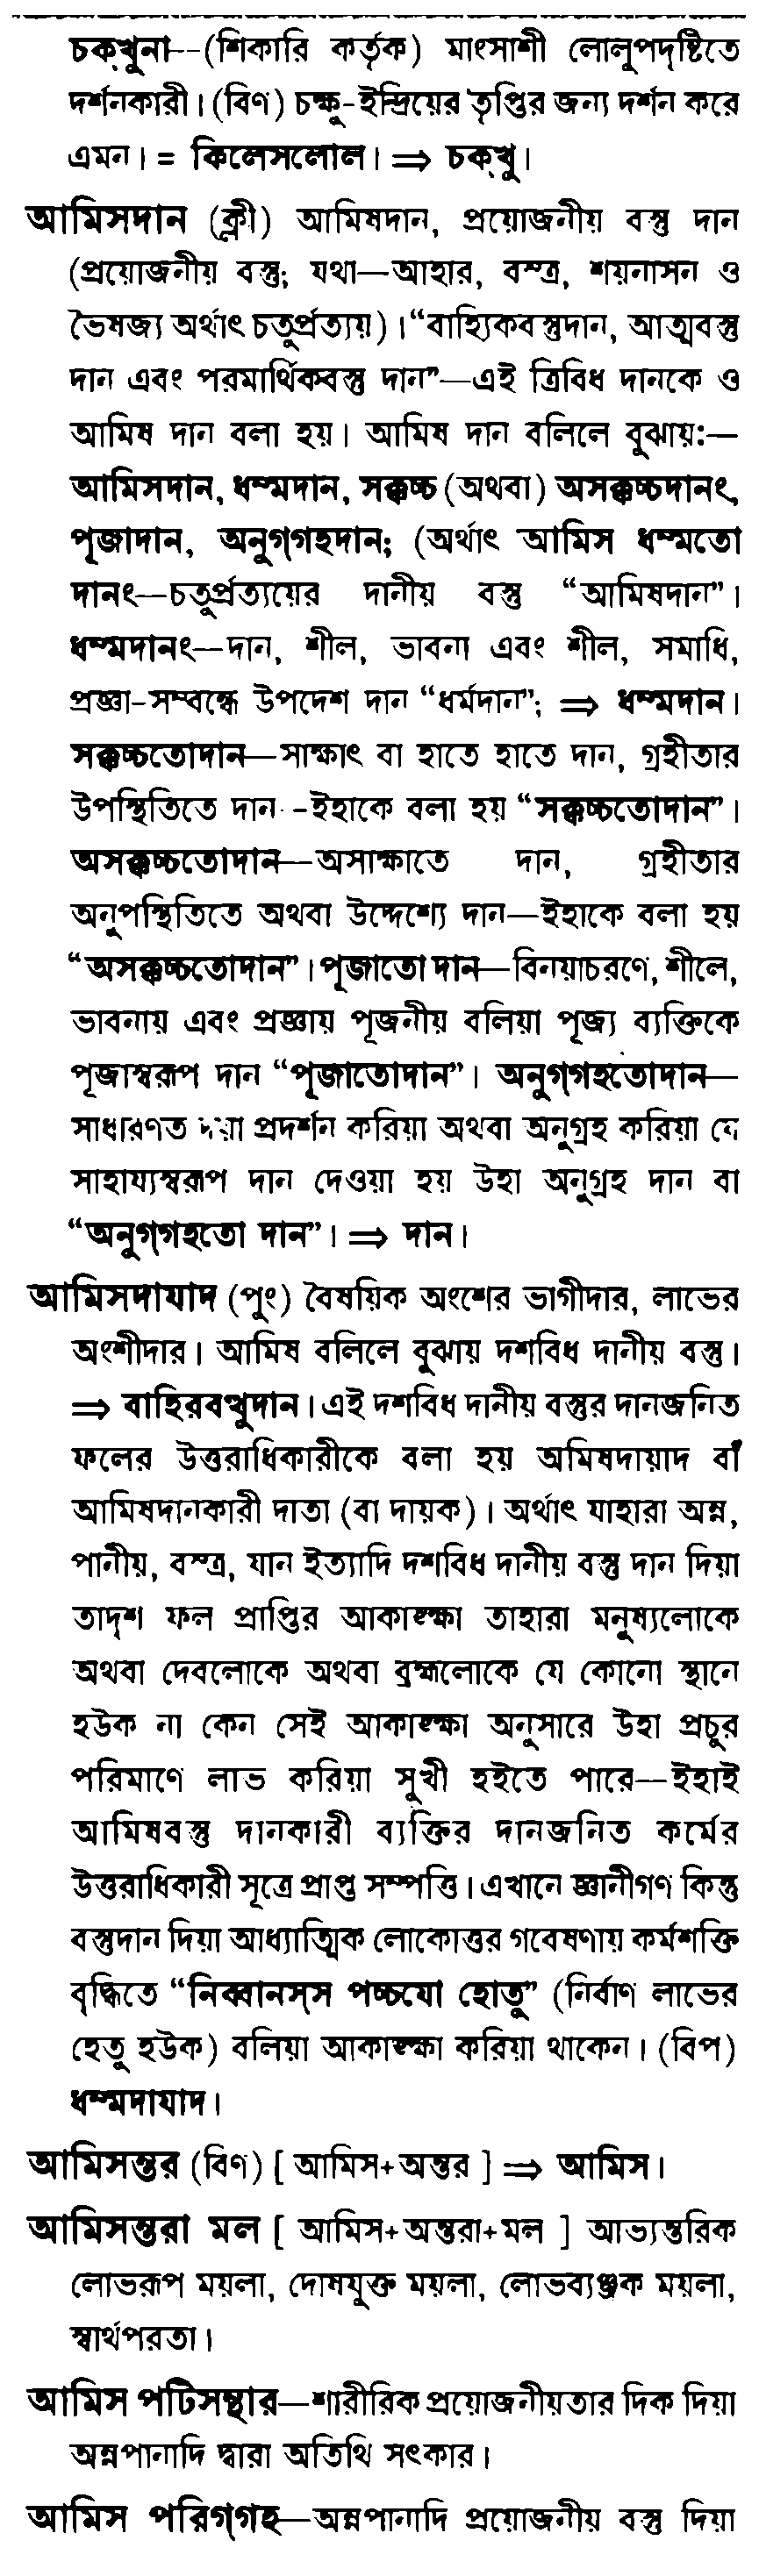 চক্খুনা--(শিকারি কর্তৃক) মাংসাশী লোলুপদৃষ্টিতে
দর্শনকারী। (বিণ) চক্ষু-ইন্দ্রিয়ের তৃপ্তির জন্য দর্শন করে
এমন। = কিলেসলোল। ⇒ চক্খু।
আমিসদান (ক্লী) আমিষদান, প্রয়োজনীয় বস্তু দান
(প্রয়োজনীয় বস্তু; যথা—আহার, বস্ত্র, শয়নাসন ও
ভৈষজ্য অর্থাৎ চতুর্প্রত্যয়)। “বাহ্যিকবস্তুদান, আত্মবস্তু
দান এবং পরমার্থিকবস্তু দান”—এই ত্রিবিধ দানকে ও
আমিষ দান বলা হয়। আমিষ দান বলিলে বুঝায়:—
আমিসদান, ধম্মদান, সক্কচ্চ (অথবা) অসক্কচ্চদানং,
পূজাদান, অনুগ্গহদান; (অর্থাৎ আমিস ধম্মতো
দানং—চতুর্প্রত্যয়ের দানীয় বস্তু “আমিষদান”।
ধম্মদানং—দান, শীল, ভাবনা এবং শীল, সমাধি,
প্রজ্ঞা-সম্বন্ধে উপদেশ দান “ধর্মদান”; ⇒ ধম্মদান।
সক্কচ্চতোদান—সাক্ষাৎ বা হাতে হাতে দান, গ্রহীতার
উপস্থিতিতে দান--ইহাকে বলা হয় “সক্কচ্চতোদান”।
অসক্কচ্চতোদান—অসাক্ষাতে দান, গ্রহীতার
অনুপস্থিতিতে অথবা উদ্দেশ্যে দান—ইহাকে বলা হয়
“অসক্কচ্চতোদান”। পূজাতো দান—বিনয়াচরণে, শীলে,
ভাবনায় এবং প্রজ্ঞায় পূজনীয় বলিয়া পূজ্য ব্যক্তিকে
পূজাস্বরূপ দান “পূজাতোদান”। অনুগ্গহতোদান—
সাধারণত দয়া প্রদর্শন করিয়া অথবা অনুগ্রহ করিয়া যে
সাহায্যস্বরূপ দান দেওয়া হয় উহা অনুগ্রহ দান বা
“অনুগ্গহতো দান”। ⇒ দান।
আমিসদাযাদ (পুং) বৈষয়িক অংশের ভাগীদার, লাভের
অংশীদার। আমিষ বলিলে বুঝায় দশবিধ দানীয় বস্তু।
⇒ বাহিরবত্থুদান। এই দশবিধ দানীয় বস্তুর দানজনিত
ফলের উত্তরাধিকারীকে বলা হয় অমিষদায়াদ বা
আমিষদানকারী দাতা (বা দায়ক)। অর্থাৎ যাহারা অন্ন,
পানীয়, বস্ত্র, যান ইত্যাদি দশবিধ দানীয় বস্তু দান দিয়া
তাদৃশ ফল প্রাপ্তির আকাঙ্ক্ষা তাহারা মনুষ্যলোকে
অথবা দেবলোকে অথবা ব্রহ্মলোকে যে কোনো স্থানে
হউক না কেন সেই আকাঙ্ক্ষা অনুসারে উহা প্রচুর
পরিমাণে লাভ করিয়া সুখী হইতে পারে—ইহাই
আমিষবস্তু দানকারী ব্যক্তির দানজনিত কর্মের
উত্তরাধিকারী সূত্রে প্রাপ্ত সম্পত্তি। এখানে জ্ঞানীগণ কিন্তু
বস্তুদান দিয়া আধ্যাত্মিক লোকোত্তর গবেষণায় কর্মশক্তি
বৃদ্ধিতে “নিব্বানস্স পচ্চযো হোতু” (নির্বাণ লাভের
হেতু হউক) বলিয়া আকাঙ্ক্ষা করিয়া থাকেন। (বিপ)
ধম্মদাযাদ।
আমিসন্তর (বিণ) [ আমিস+অন্তর ] ⇒ আমিস।
আমিসন্তরা মল [ আমিস+অন্তরা+মল ] আভ্যন্তরিক
লোভরূপ ময়লা, দোষযুক্ত ময়লা, লোভব্যঞ্জক ময়লা,
স্বার্থপরতা।
আমিস পটিসন্থার—শারীরিক প্রয়োজনীয়তার দিক দিয়া
অন্নপানাদি দ্বারা অতিথি সৎকার।
আমিস পরিগ্গহ—অন্নপানাদি প্রয়োজনীয় বস্তু দিয়া